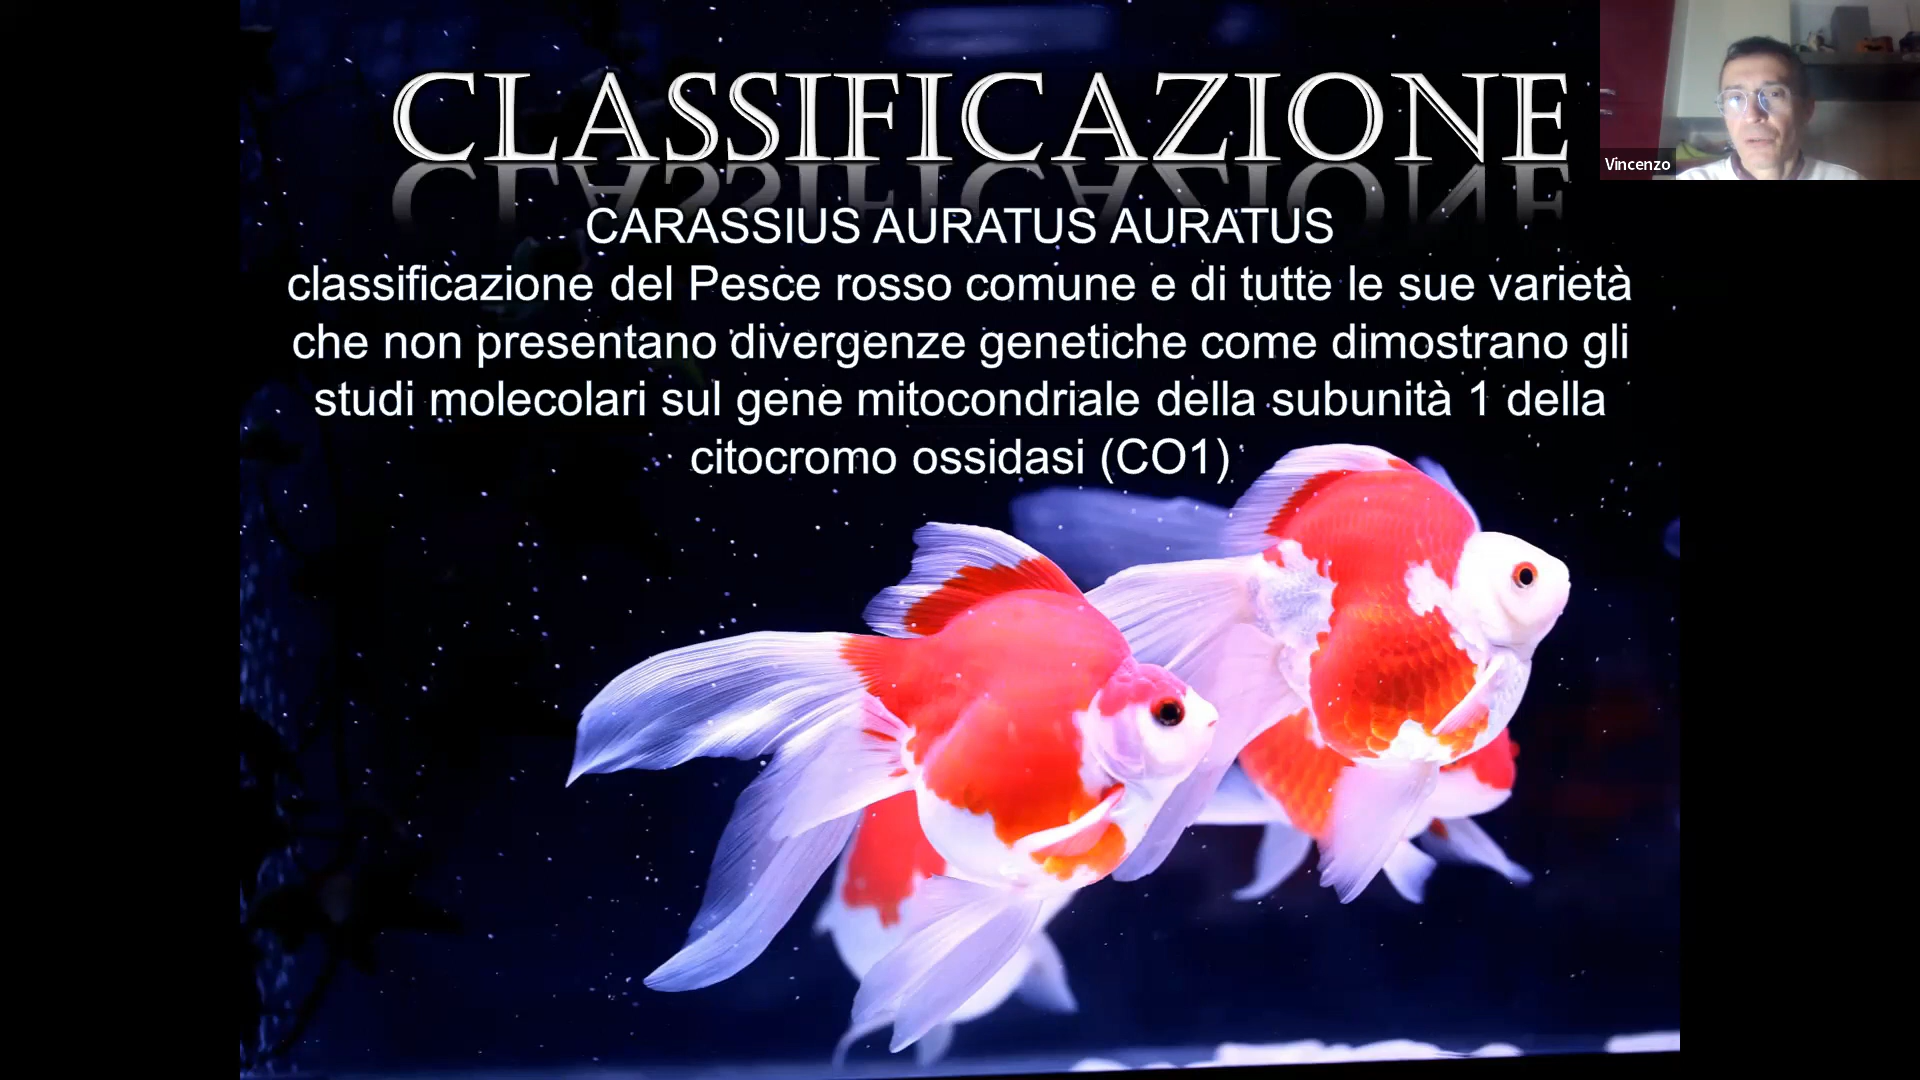 CLASSIFICAZIONE
Vincenzo
CARASSIUS AURATUS AURATUS
classificazione del Pesce rosso comune e di tutte le sue varietà
che non presentano divergenze genetiche come dimostrano gli
studi molecolari sul gene mitocondriale della subunità 1 della
citocromo ossidasi (CO1)